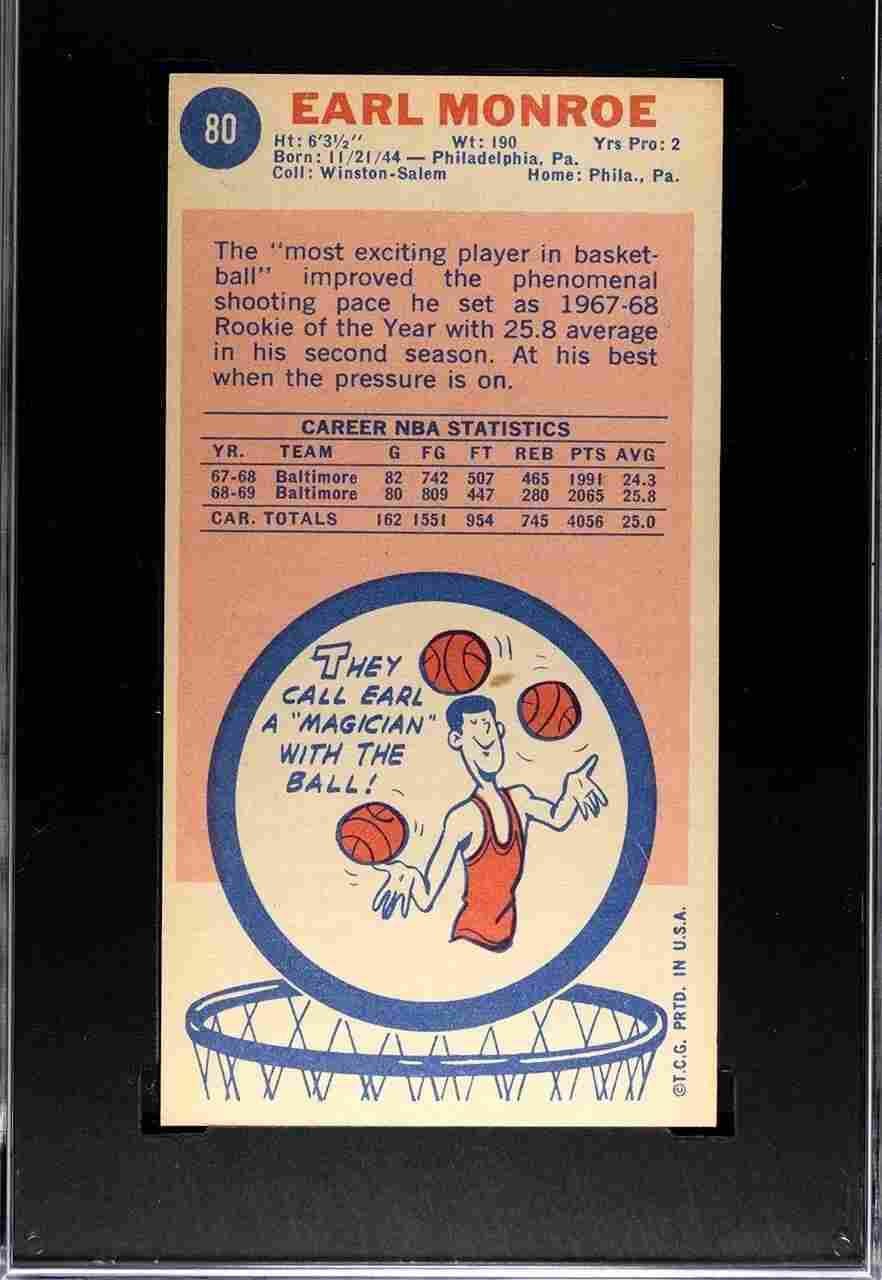 80
EARL MONROE
Ht: 6'3½" Wt: 190 Yrs Pro: 2
Born: 11/21/44 — Philadelphia, Pa.
Coll: Winston-Salem Home: Phila., Pa.
The "most exciting player in basket-
ball" improved the phenomenal
shooting pace he set as 1967-68
Rookie of the Year with 25.8 average
in his second season. At his best
when the pressure is on.
CAREER NBA STATISTICS
YR. TEAM G FG FT REB PTS AVG
67-68 Baltimore 82 742 507 465 1991 24.3
68-69 Baltimore 80 809 447 280 2065 25.8
CAR. TOTALS 162 1551 954 745 4056 25.0
THEY
CALL EARL
A "MAGICIAN"
WITH THE
BALL!
©T.C.G. PRTD. IN U.S.A.